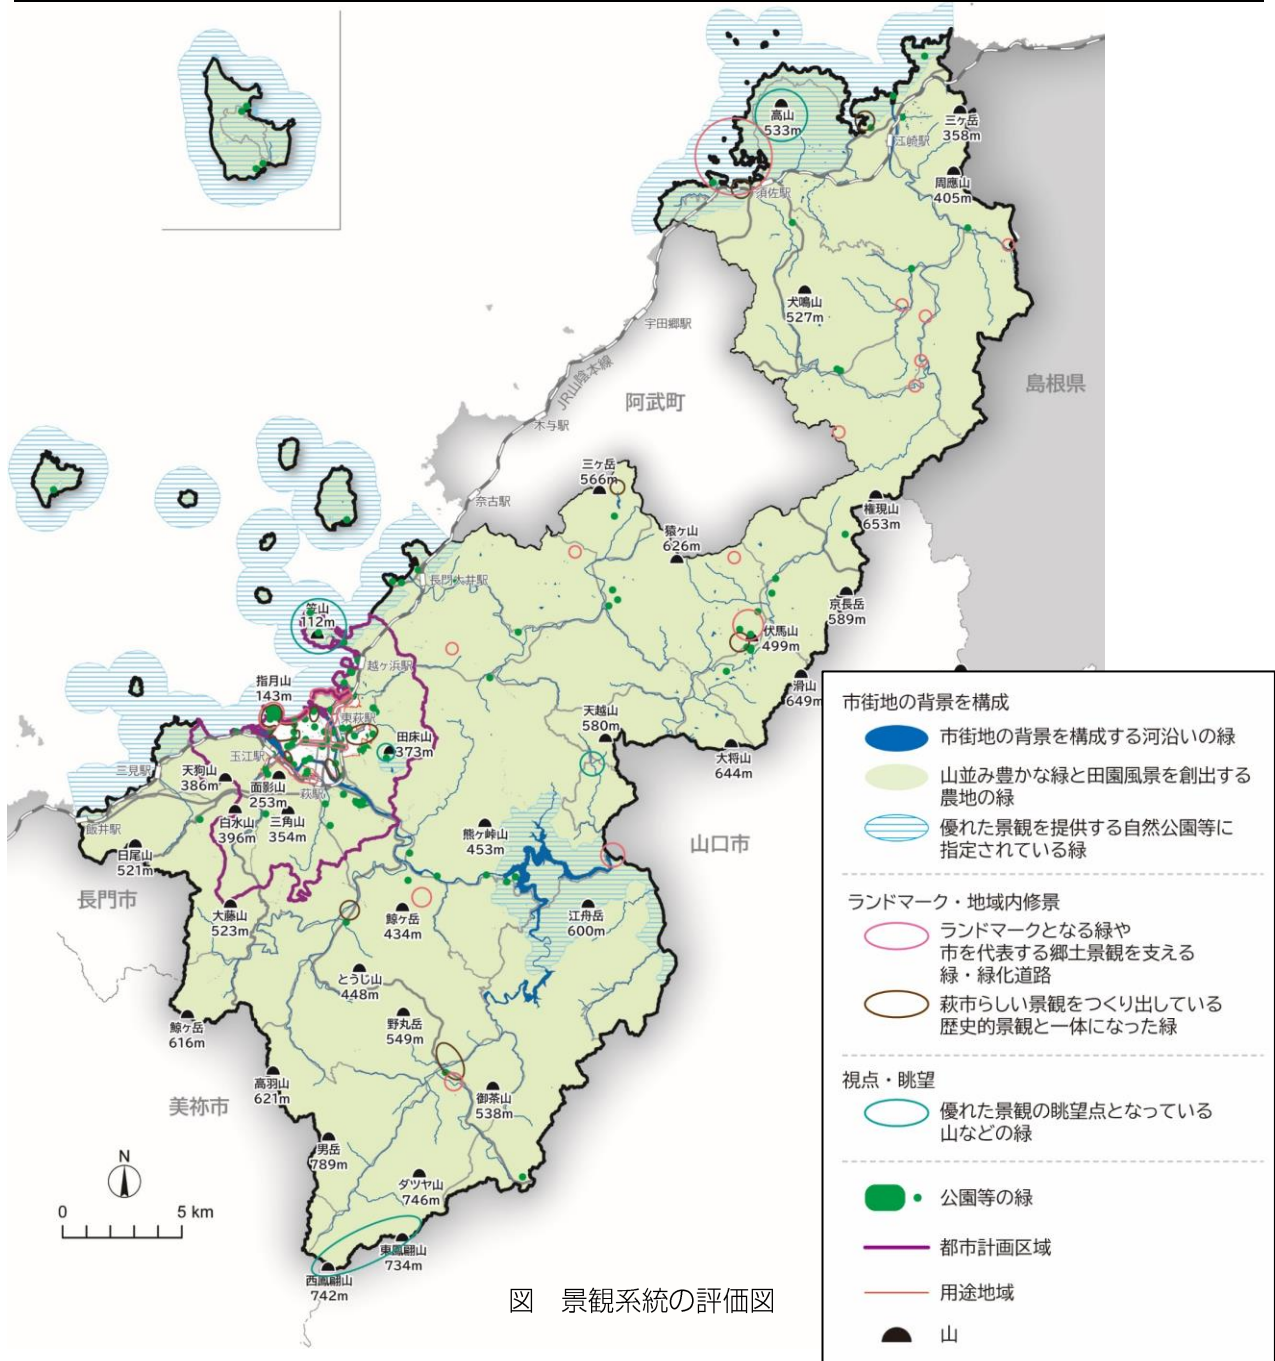 高山
533m
三ケ岳
358m
江崎駅
周應山
405m
須佐駅
犬鳴山
527m
宇田郷駅
JR山陰本線
島根県
阿武町
木与駅
三ケ岳
566m
奈古駅
権現山
653m
猿ヶ山
626m
長門大井駅
京長岳
589m
笠山
112m
伏馬山
499m
越ヶ浜駅
滑山
649m
指月山
143m
天越山
580m
東萩駅
田床山
373m
大将山
644m
玉江駅
三見駅
天狗山
386m
面影山
253m
萩駅
白水山
396m
三角山
354m
飯井駅
熊ケ峠山
453m
日尾山
521m
山口市
長門市
大藤山
523m
鯨ヶ岳
434m
江舟岳
600m
とうじ山
448m
鯨ヶ岳
616m
野丸岳
549m
高羽山
621m
御茶山
538m
美祢市
男岳
789m
ダツヤ山
746m
東鳳翩山
734m
西鳳翩山
742m
N
0 5 km
図 景観系統の評価図
市街地の背景を構成
市街地の背景を構成する河沿いの緑
山並み豊かな緑と田園風景を創出する
農地の緑
優れた景観を提供する自然公園等に
指定されている緑
ランドマーク・地域内修景
ランドマークとなる緑や
市を代表する郷土景観を支える
緑・緑化道路
萩市らしい景観をつくり出している
歴史的景観と一体になった緑
視点・眺望
優れた景観の眺望点となっている
山などの緑
公園等の緑
都市計画区域
用途地域
山